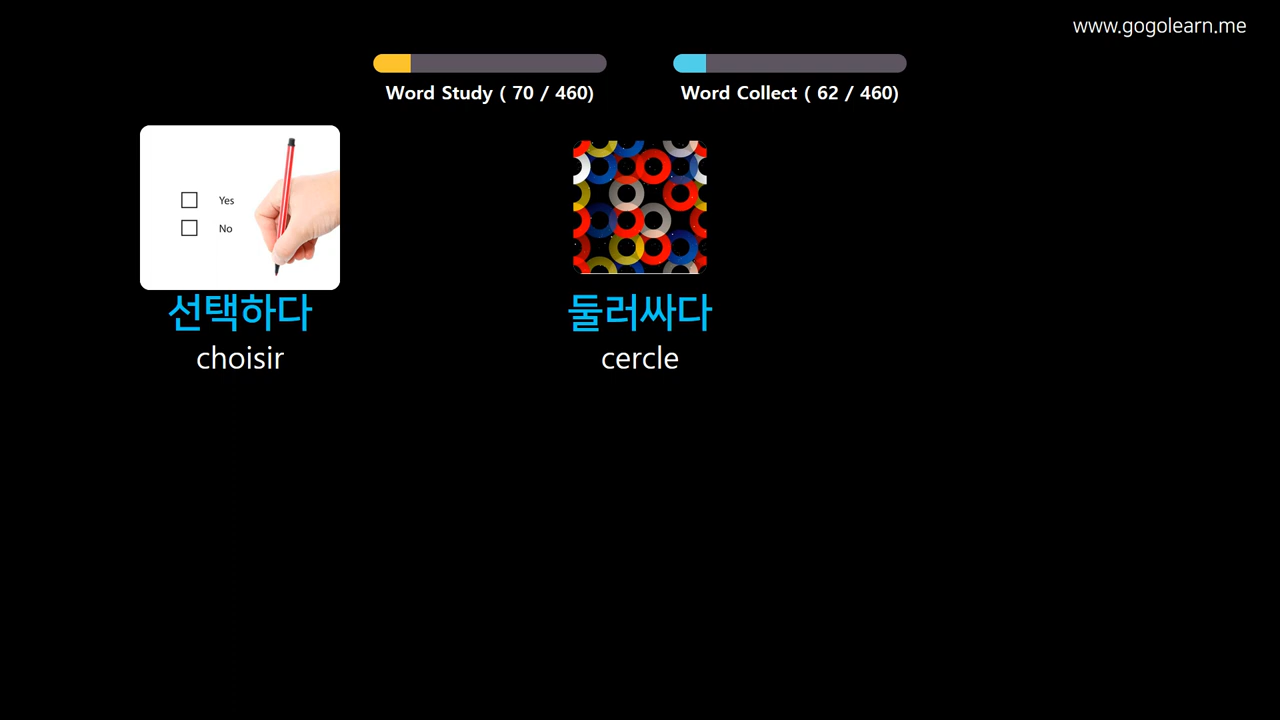 www.gogolearn.me
Word Study ( 70 / 460)
Word Collect ( 62 / 460)
Yes
No
선택하다
choisir
둘러싸다
cercle